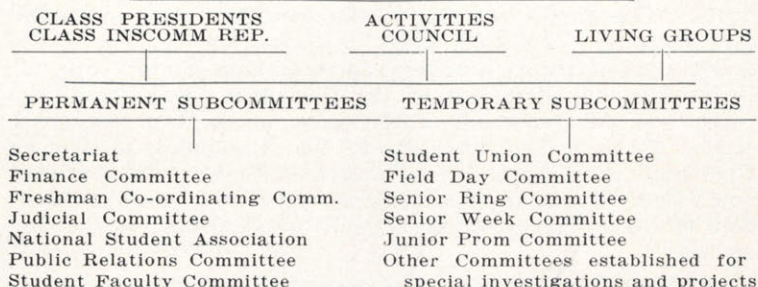 CLASS PRESIDENTS
CLASS INSCOMM REP.
ACTIVITIES
COUNCIL
LIVING GROUPS
PERMANENT SUBCOMMITTEES
TEMPORARY SUBCOMMITTEES
Secretariat
Finance Committee
Freshman Co-ordinating Comm.
Judicial Committee
National Student Association
Public Relations Committee
Student Faculty Committee
Student Union Committee
Field Day Committee
Senior Ring Committee
Senior Week Committee
Junior Prom Committee
Other Committees established for
special investigations and projects